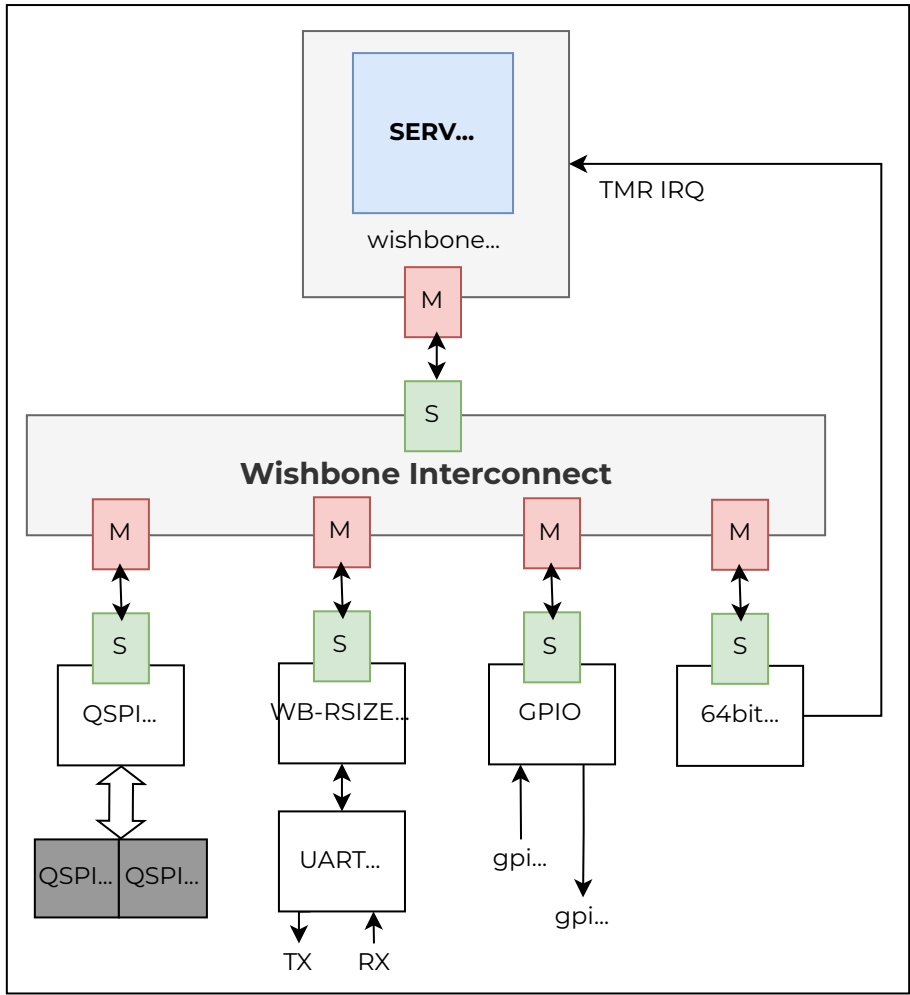 SERV...
TMR IRQ
wishbone...
M
S
Wishbone Interconnect
M M M M
S S S S
QSPI... WB-RSIZE... GPIO 64bit...
QSPI... QSPI... UART... gpi...
gpi...
TX RX